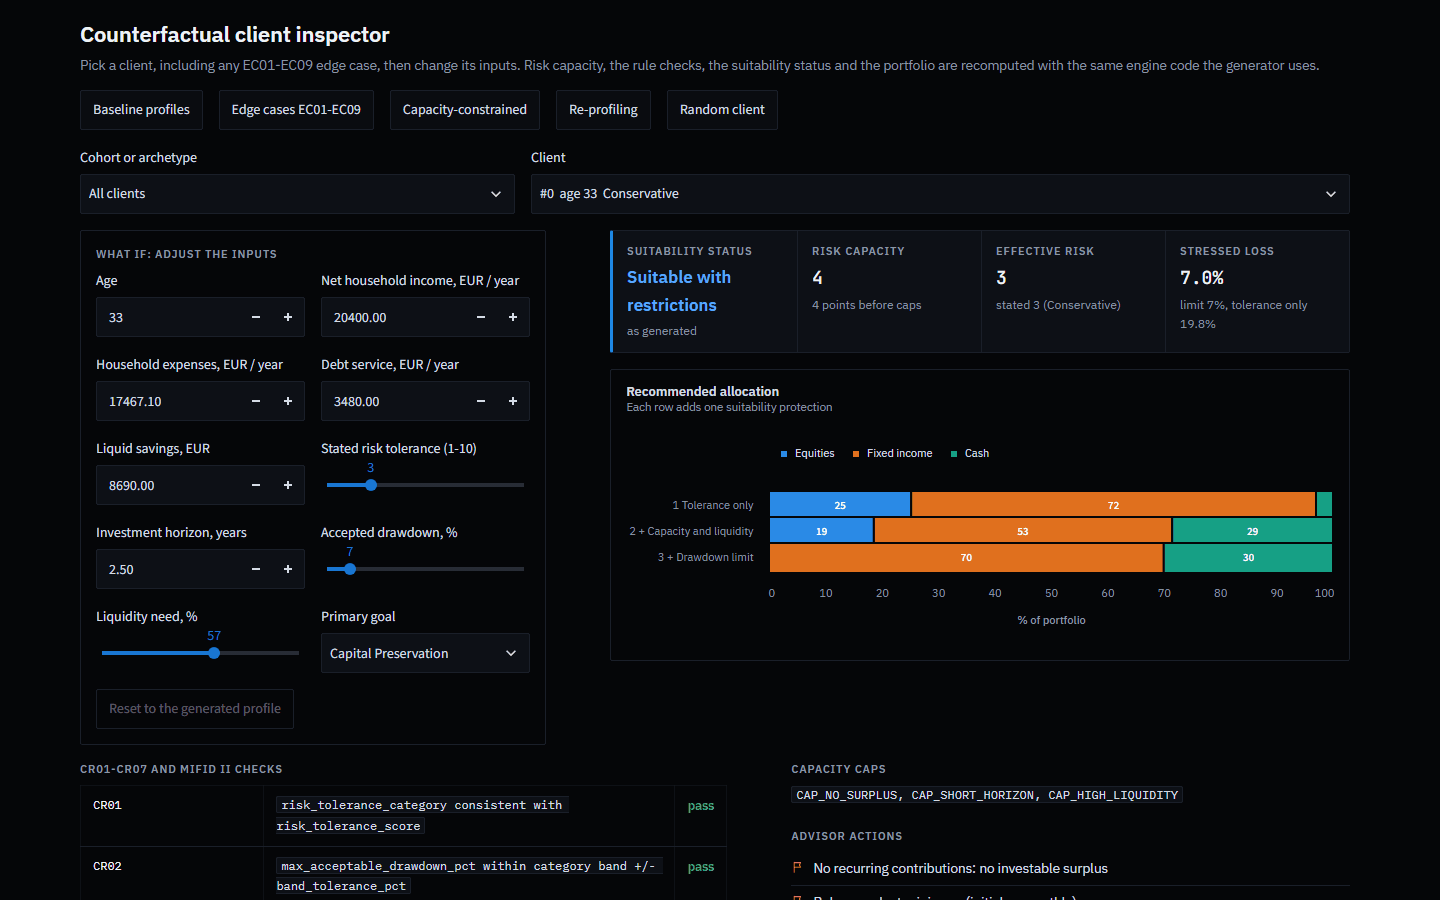 Counterfactual client inspector
Pick a client, including any EC01-EC09 edge case, then change its inputs. Risk capacity, the rule checks, the suitability status and the portfolio are recomputed with the same engine code the generator uses.
Baseline profiles
Edge cases EC01-EC09
Capacity-constrained
Re-profiling
Random client
Cohort or archetype
Client
All clients
#0 age 33 Conservative
WHAT IF: ADJUST THE INPUTS
Age
Net household income, EUR / year
33
20400.00
Household expenses, EUR / year
Debt service, EUR / year
17467.10
3480.00
Liquid savings, EUR
Stated risk tolerance (1-10)
3
8690.00
Investment horizon, years
Accepted drawdown, %
7
2.50
Liquidity need, %
Primary goal
57
Capital Preservation
Reset to the generated profile
SUITABILITY STATUS
Suitable with
restrictions
as generated
RISK CAPACITY
4
4 points before caps
EFFECTIVE RISK
3
stated 3 (Conservative)
STRESSED LOSS
7.0%
limit 7%, tolerance only
19.8%
Recommended allocation
Each row adds one suitability protection
Equities
Fixed income
Cash
1 Tolerance only
25
72
2 + Capacity and liquidity
19
53
29
3 + Drawdown limit
70
30
0 10 20 30 40 50 60 70 80 90 100
% of portfolio
CR01-CR07 AND MIFID II CHECKS
CR01
risk_tolerance_category consistent with
risk_tolerance_score
pass
CR02
max_acceptable_drawdown_pct within category band +/-
band_tolerance_pct
pass
CAPACITY CAPS
CAP_NO_SURPLUS, CAP_SHORT_HORIZON, CAP_HIGH_LIQUIDITY
ADVISOR ACTIONS
No recurring contributions: no investable surplus